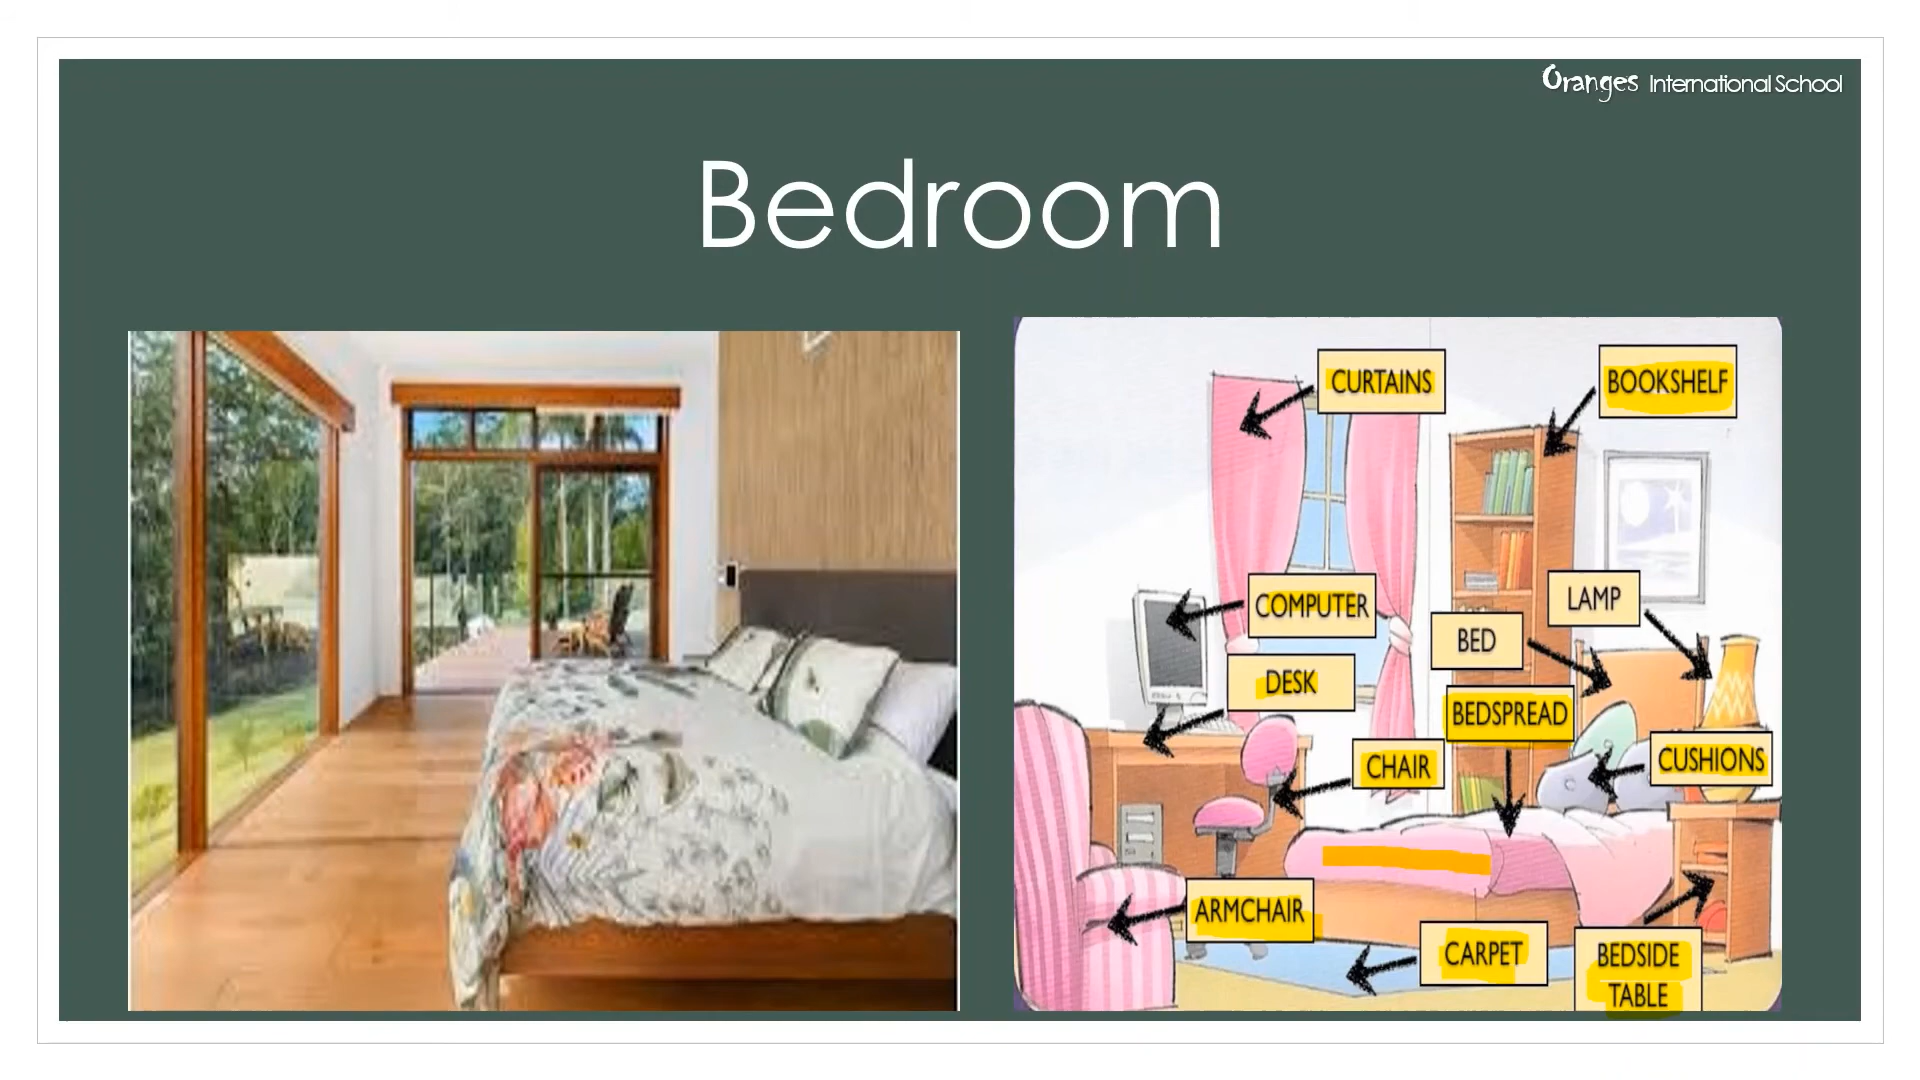 Oranges International School
Bedroom
CURTAINS
BOOKSHELF
COMPUTER
LAMP
BED
DESK
BEDSPREAD
CHAIR
CUSHIONS
ARMCHAIR
CARPET
BEDSIDE
TABLE